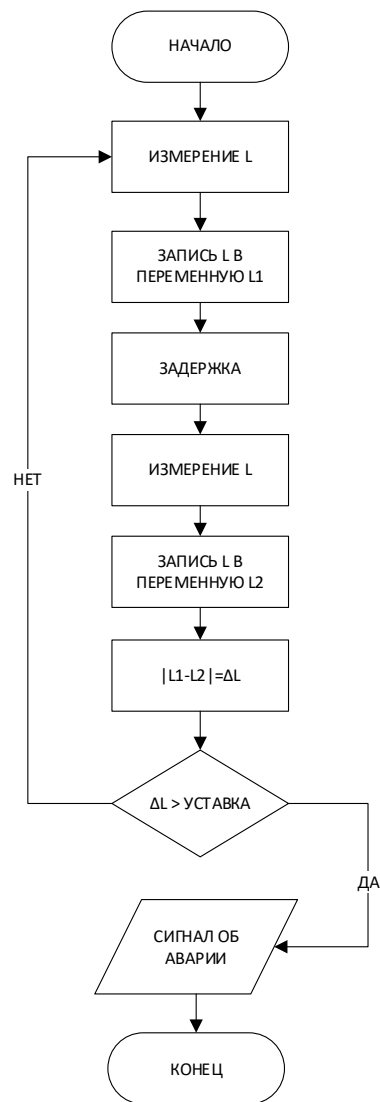 НАЧАЛО
ИЗМЕРЕНИЕ L
ЗАПИСЬ L В
ПЕРЕМЕННУЮ L1
ЗАДЕРЖКА
ИЗМЕРЕНИЕ L
НЕТ
ЗАПИСЬ L В
ПЕРЕМЕННУЮ L2
|L1-L2|=ΔL
ΔL > УСТАВКА
ДА
СИГНАЛ ОБ
АВАРИИ
КОНЕЦ